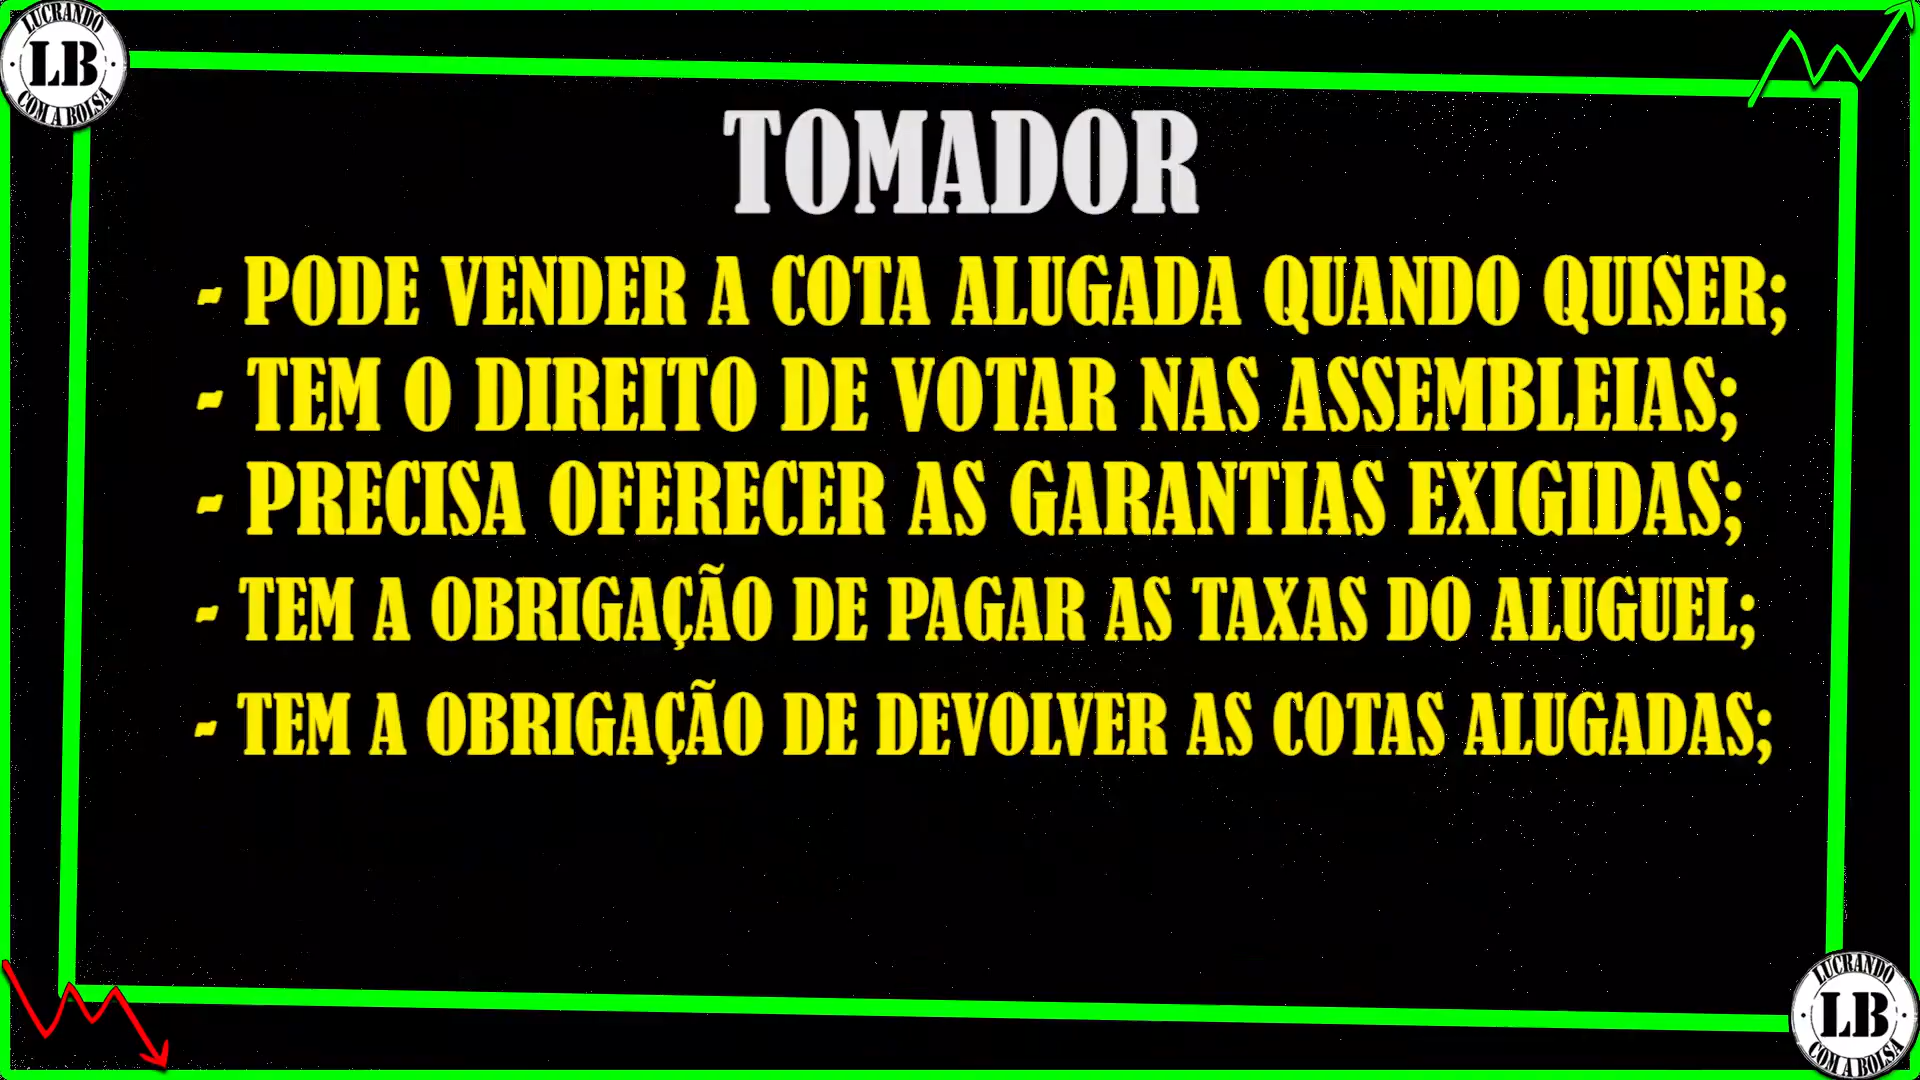 LUCRANDO
LB
COM A BOLSA
TOMADOR
- PODE VENDER A COTA ALUGADA QUANDO QUISER;
- TEM O DIREITO DE VOTAR NAS ASSEMBLEIAS;
- PRECISA OFERECER AS GARANTIAS EXIGIDAS;
- TEM A OBRIGAÇÃO DE PAGAR AS TAXAS DO ALUGUEL;
- TEM A OBRIGAÇÃO DE DEVOLVER AS COTAS ALUGADAS;
LUCRANDO
LB
COM A BOLSA